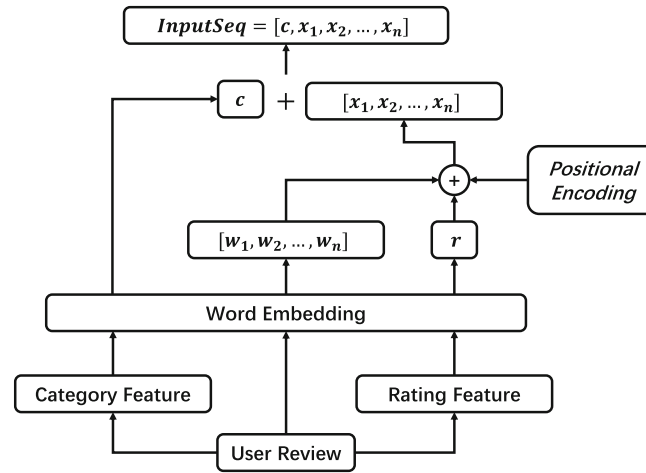 InputSeq = [c, x₁, x₂, ..., xₙ]
c + [x₁, x₂, ..., xₙ]
+
Positional
Encoding
[w₁, w₂, ..., wₙ]
r
Word Embedding
Category Feature
Rating Feature
User Review